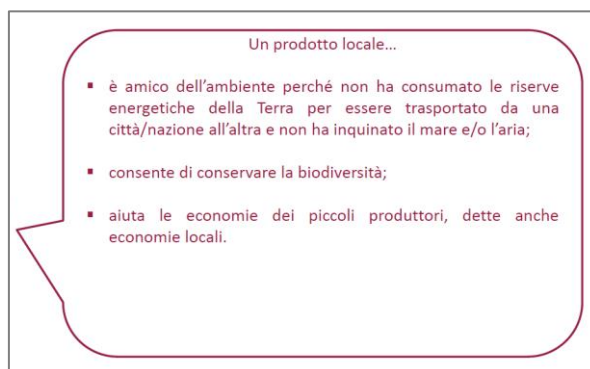 Un prodotto locale...
▪ è amico dell'ambiente perché non ha consumato le riserve
energetiche della Terra per essere trasportato da una
città/nazione all'altra e non ha inquinato il mare e/o l'aria;
▪ consente di conservare la biodiversità;
▪ aiuta le economie dei piccoli produttori, dette anche
economie locali.